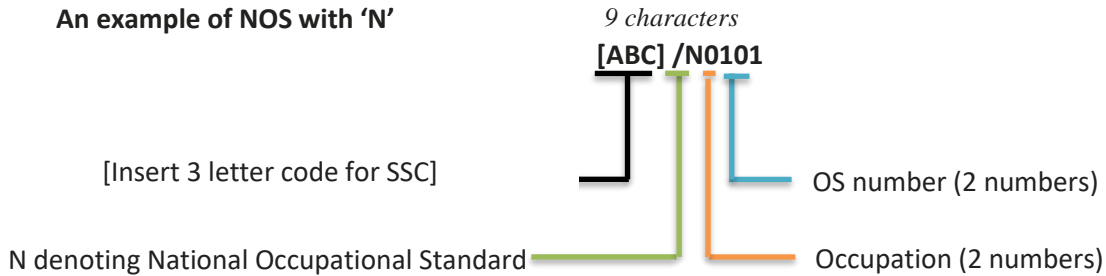 An example of NOS with ‘N’
9 characters
[ABC] /N0101
[Insert 3 letter code for SSC]
OS number (2 numbers)
N denoting National Occupational Standard
Occupation (2 numbers)